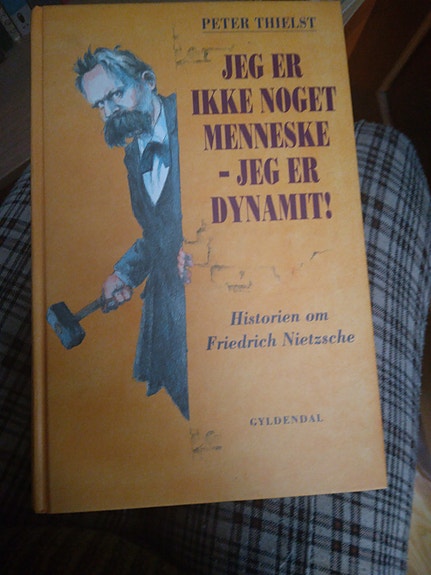 PETER THIELST
JEG ER
IKKE NOGET
MENNESKE
- JEG ER
DYNAMIT!
Historien om
Friedrich Nietzsche
GYLDENDAL